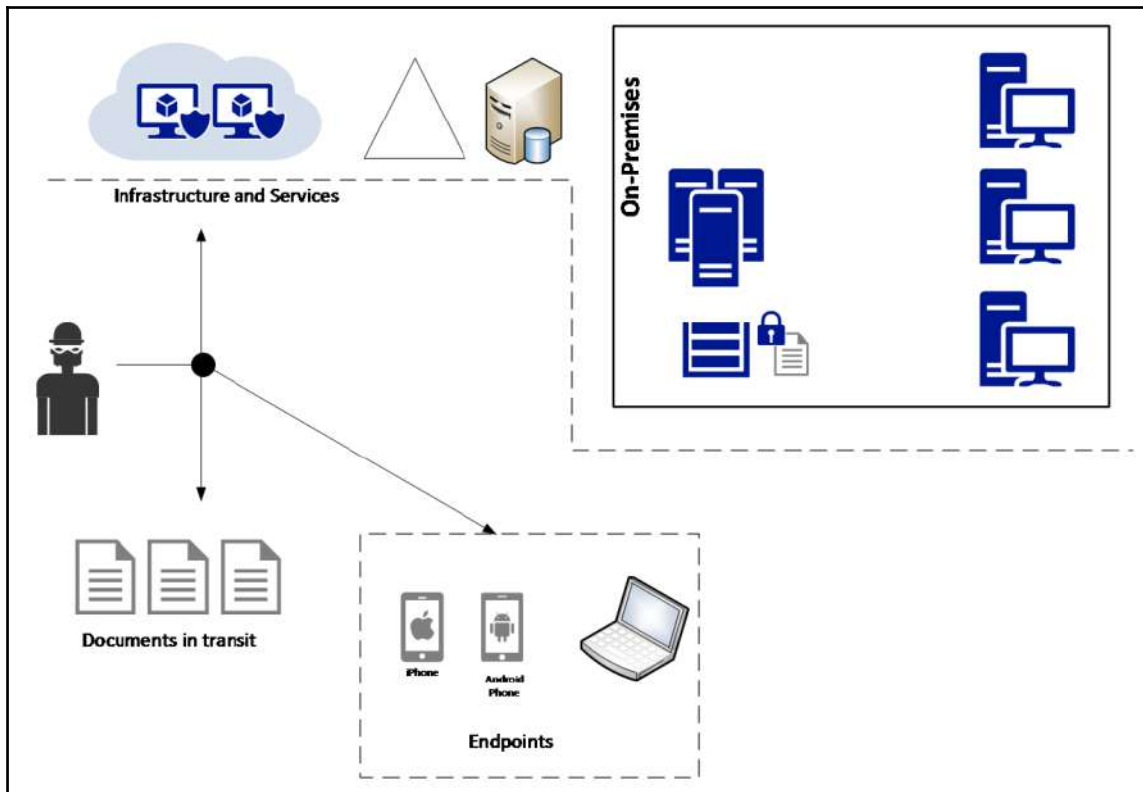 Infrastructure and Services
On-Premises
Documents in transit
iPhone
Android
Phone
Endpoints